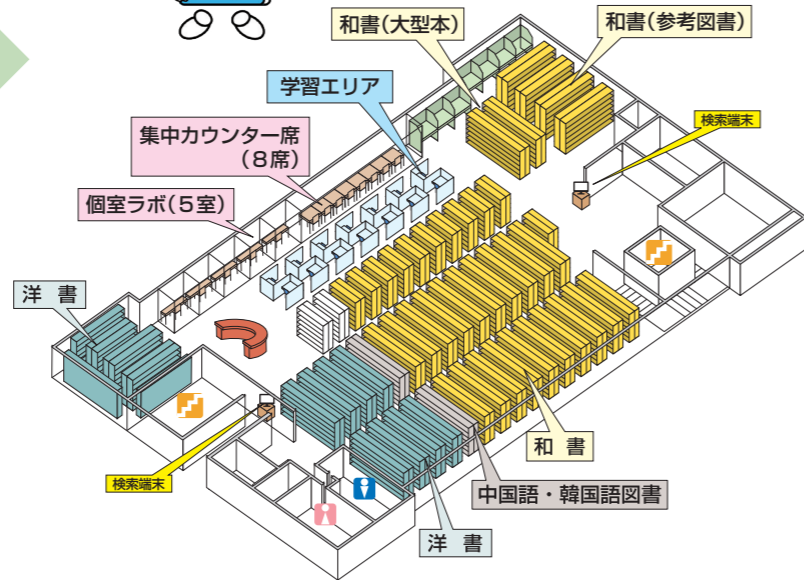 和書(大型本)
和書(参考図書)
学習エリア
検索端末
集中カウンター席
(8席)
個室ラボ(5室)
洋 書
和 書
検索端末
中国語・韓国語図書
洋 書